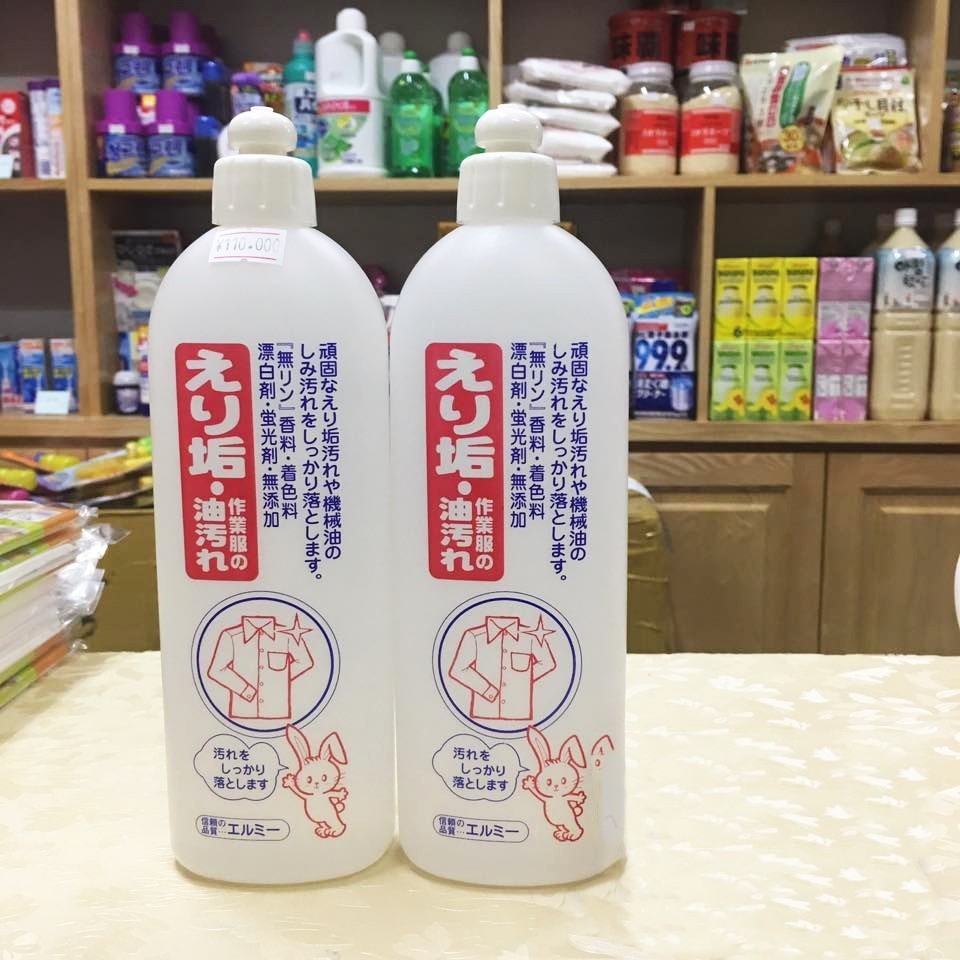 ¥110.000
頑固なえり垢汚れや機械油の
しみ汚れをしっかり落とします。
『無リン』香料・着色料
漂白剤・蛍光剤・無添加
えり垢・
作業服の
油汚れ
汚れを
しっかり
落とします
信頼の
品質…
エルミー
頑固なえり垢汚れや機械油の
しみ汚れをしっかり落とします。
『無リン』香料・着色料
漂白剤・蛍光剤・無添加
えり垢・
作業服の
油汚れ
汚れを
しっかり
落とします
信頼の
品質…
エルミー
味
味
99.9